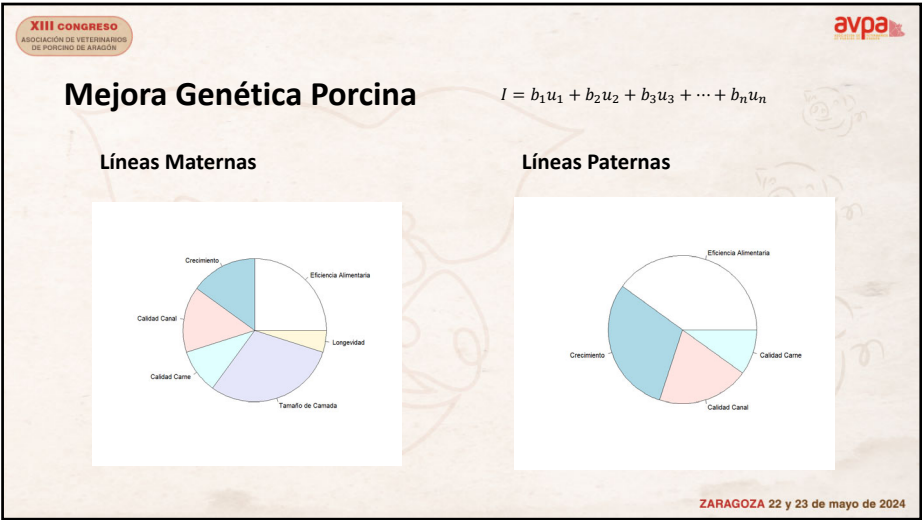 XIII CONGRESO
ASOCIACIÓN DE VETERINARIOS
DE PORCINO DE ARAGÓN
avpa
Mejora Genética Porcina
I = b₁u₁ + b₂u₂ + b₃u₃ + ⋯ + bₙuₙ
Líneas Maternas
Líneas Paternas
Crecimiento
Eficiencia Alimentaria
Calidad Canal
Longevidad
Calidad Carne
Tamaño de Camada
Eficiencia Alimentaria
Crecimiento
Calidad Carne
Calidad Canal
ZARAGOZA 22 y 23 de mayo de 2024